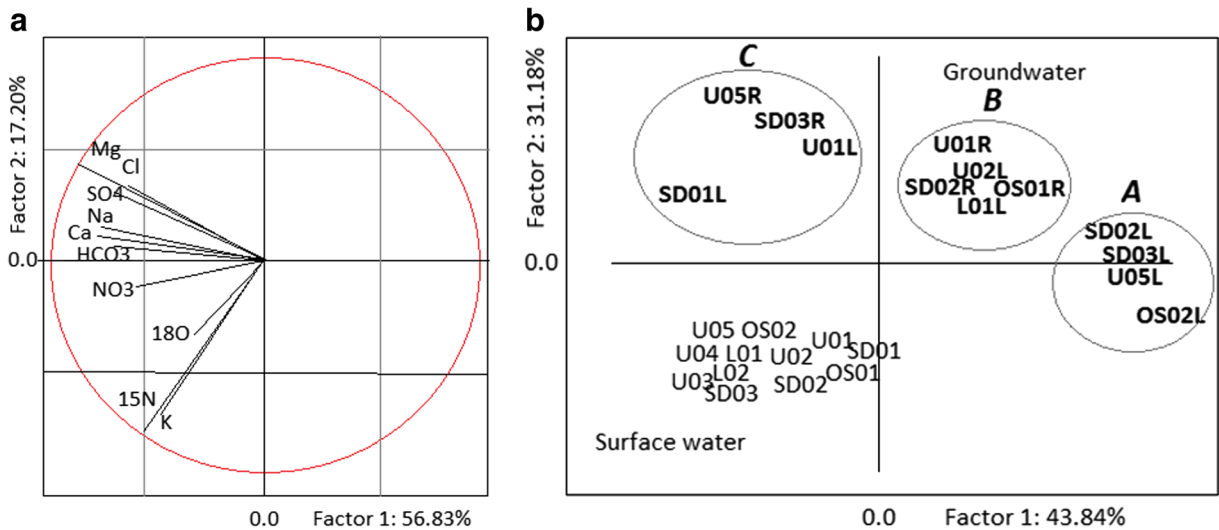 a
Factor 2: 17.20%
Mg
Cl
SO4
Na
Ca
HCO3
0.0
NO3
18O
15N
K
0.0
Factor 1: 56.83%
b
Factor 2: 31.18%
C
Groundwater
U05R
B
SD03R
U01L
U01R
U02L
SD01L
SD02R
OS01R
A
L01L
SD02L
SD03L
0.0
U05L
OS02L
U05 OS02
U01
U04 L01 U02
SD01
L02
OS01
U03
SD02
SD03
Surface water
0.0
Factor 1: 43.84%